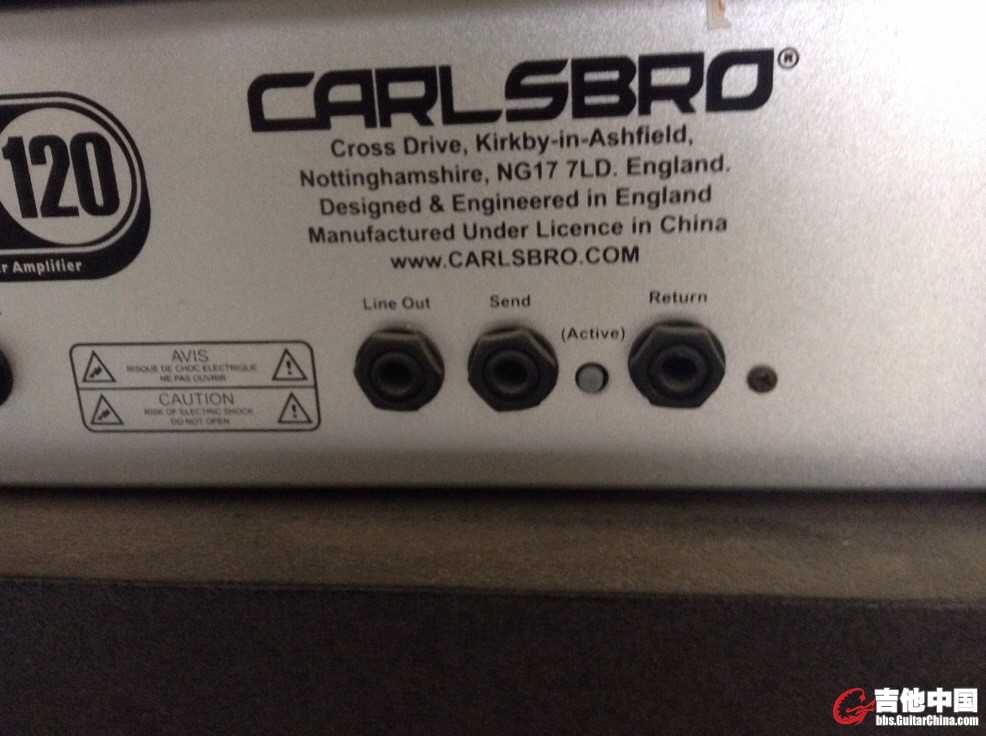 CARLSBRO®
Cross Drive, Kirkby-in-Ashfield,
Nottinghamshire, NG17 7LD. England.
Designed & Engineered in England
Manufactured Under Licence in China
www.CARLSBRO.COM
120
r Amplifier
Line Out
Send
(Active)
Return
AVIS
RISQUE DE CHOC ELECTRIQUE
NE PAS OUVRIR
CAUTION
RISK OF ELECTRIC SHOCK
DO NOT OPEN
吉他中国
bbs.GuitarChina.com